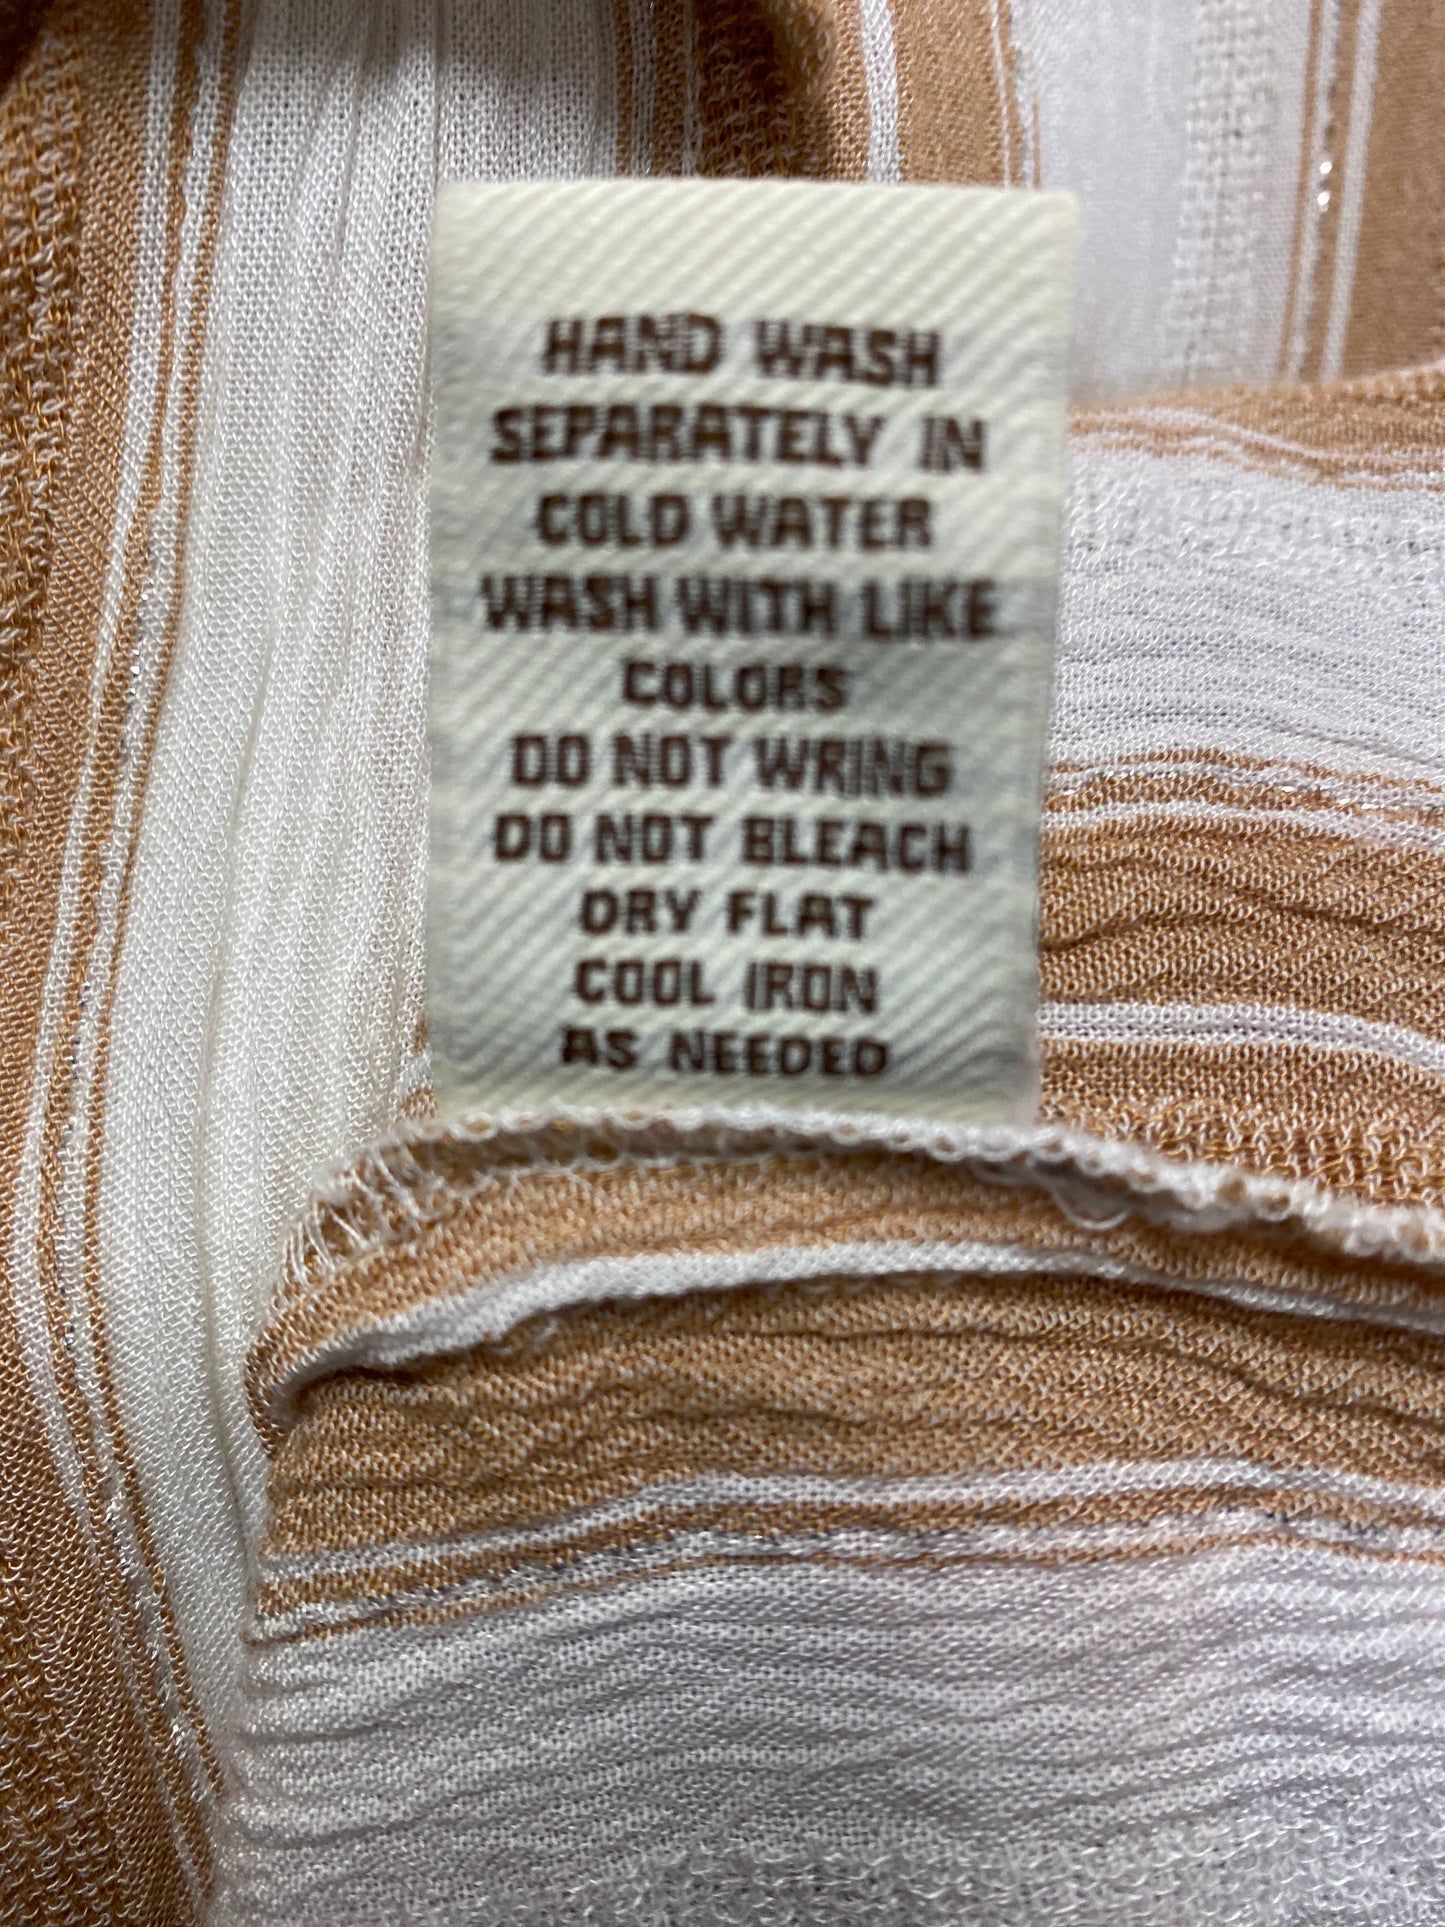 HAND WASH
SEPARATELY IN
COLD WATER
WASH WITH LIKE
COLORS
DO NOT WRING
DO NOT BLEACH
DRY FLAT
COOL IRON
AS NEEDED